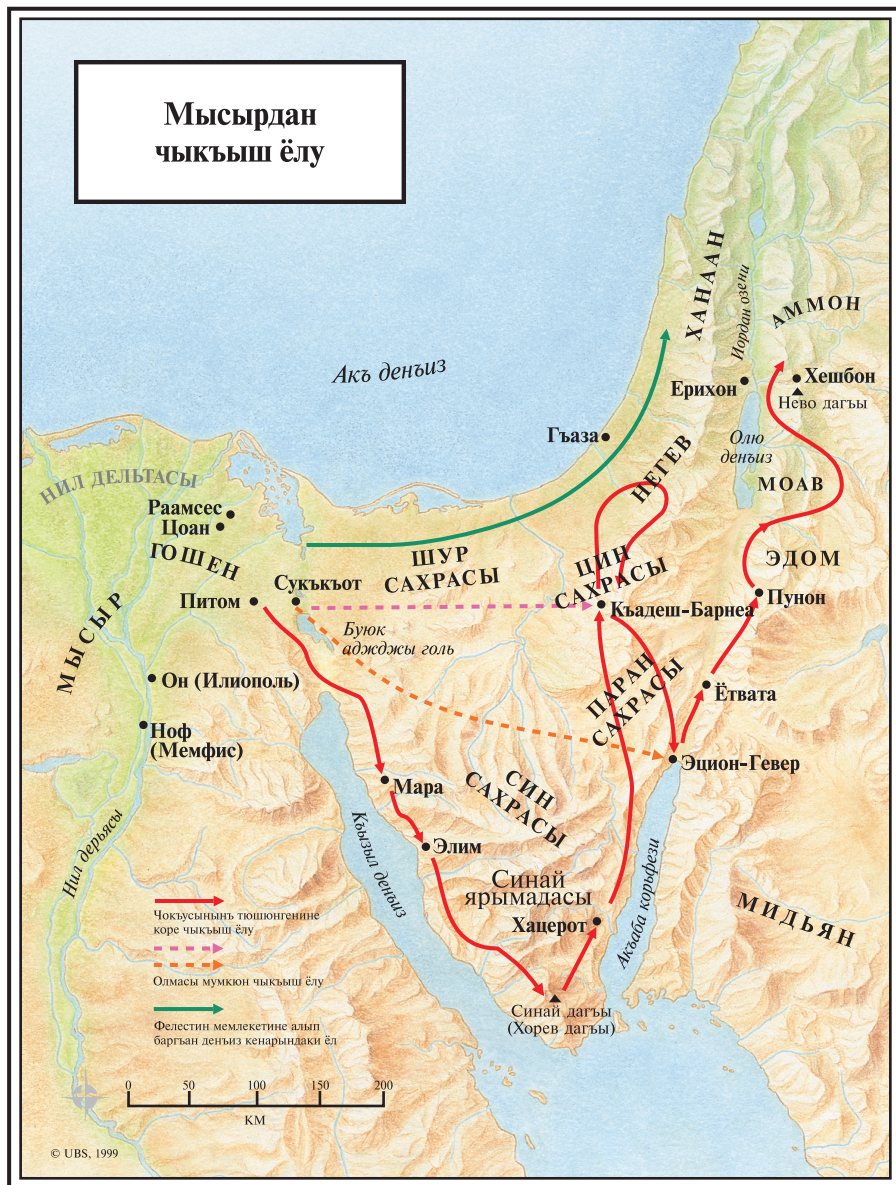 Мысырдан
чыкъыш ёлу
ХАНААН
Иордан озени
АММОН
Акъ денъиз
Ерихон
Хешбон
Нево дагъы
Гъаза
Олю
денъиз
НЕГЕВ
МОАВ
НИЛ ДЕЛЬТАСЫ
Раамсес
Цоан
ГОШЕН
ШУР
САХРАСЫ
ЦИН
САХРАСЫ
ЭДОМ
Сукъкъот
Питом
Къадеш-Барнеа
Пунон
МЫСЫР
Буюк
аджджы голь
ПАРАН
САХРАСЫ
Он (Илиополь)
Ётвата
Ноф
(Мемфис)
Эцион-Гевер
Мара
СИН
САХРАСЫ
Элим
Нил дерьясы
Къызыл денъиз
Синай
ярымадасы
Хацерот
Акъаба корьфези
МИДЬЯН
Чокъусынынъ тюшюнгенине
коре чыкъыш ёлу
Олмасы мумкюн чыкъыш ёлу
Синай дагъы
(Хорев дагъы)
Фелестин мемлекетине алып
баргъан денъиз кенарындаки ёл
0 50 100 150 200
КМ
© UBS, 1999